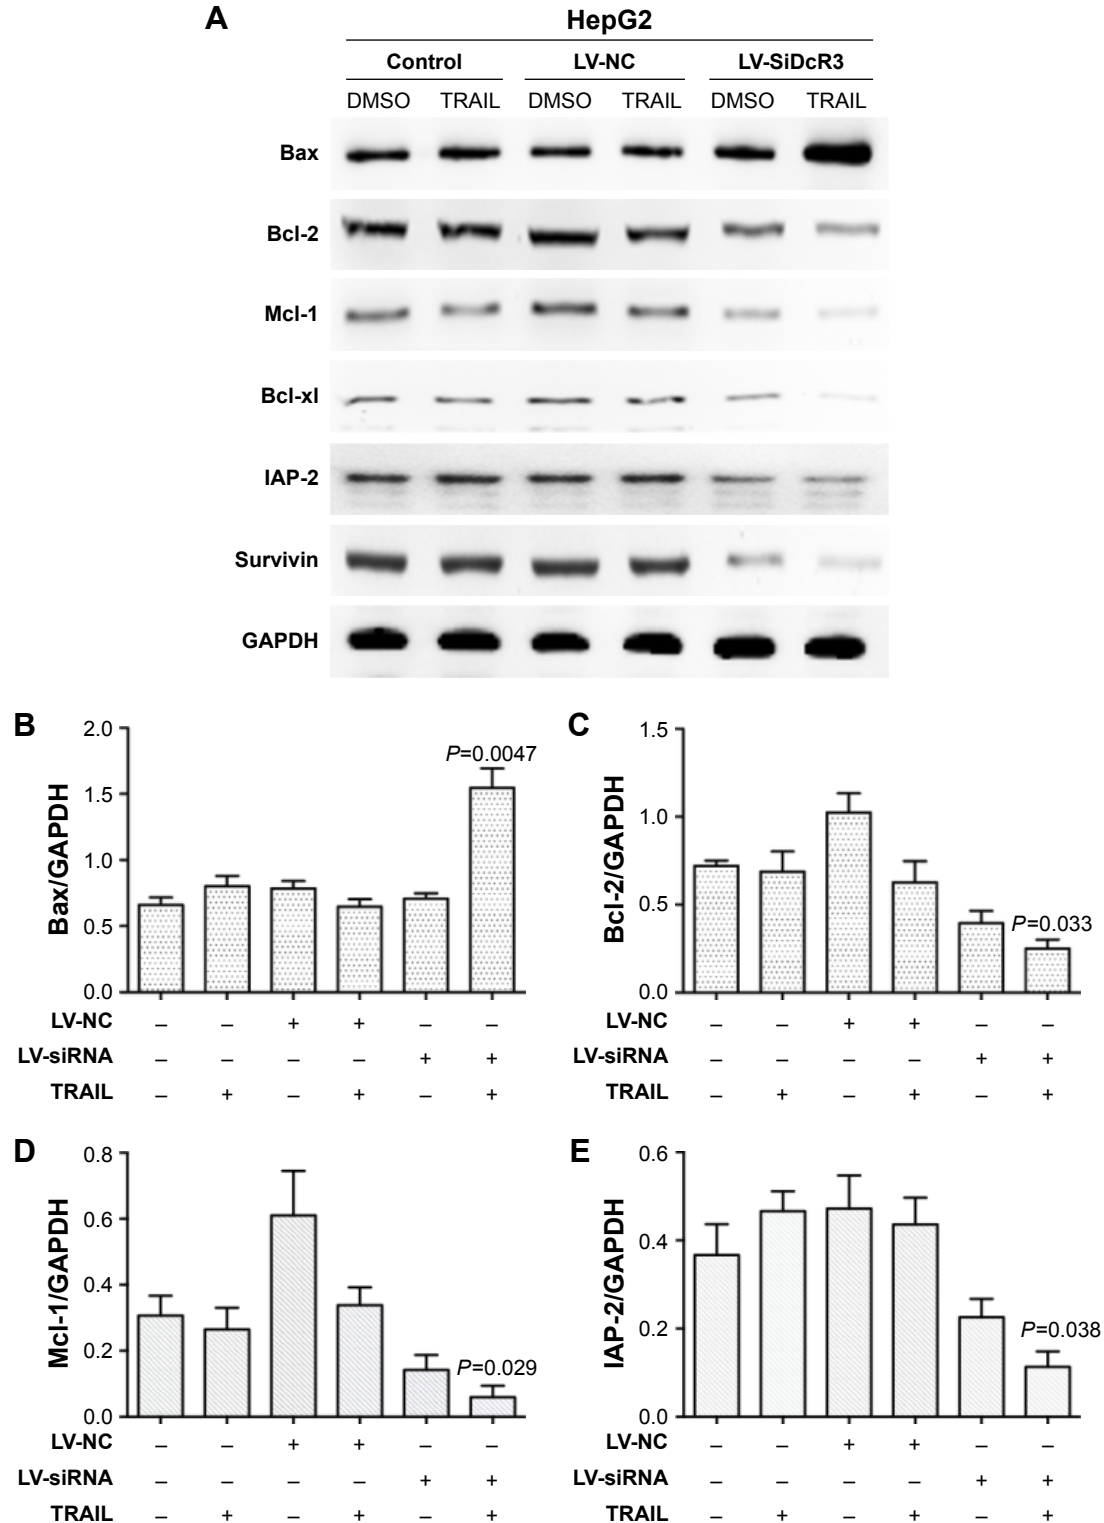 A
HepG2
Control LV-NC LV-SiDcR3
DMSO TRAIL DMSO TRAIL DMSO TRAIL
Bax
Bcl-2
Mcl-1
Bcl-xl
IAP-2
Survivin
GAPDH
B
Bax/GAPDH
2.0
1.5
1.0
0.5
0.0
P=0.0047
LV-NC – – + + – –
LV-siRNA – – – – + +
TRAIL – + – + – +
C
Bcl-2/GAPDH
1.5
1.0
0.5
0.0
P=0.033
LV-NC – – + + – –
LV-siRNA – – – – + +
TRAIL – + – + – +
D
Mcl-1/GAPDH
0.8
0.6
0.4
0.2
0.0
P=0.029
LV-NC – – + + – –
LV-siRNA – – – – + +
TRAIL – + – + – +
E
IAP-2/GAPDH
0.6
0.4
0.2
0.0
P=0.038
LV-NC – – + + – –
LV-siRNA – – – – + +
TRAIL – + – + – +